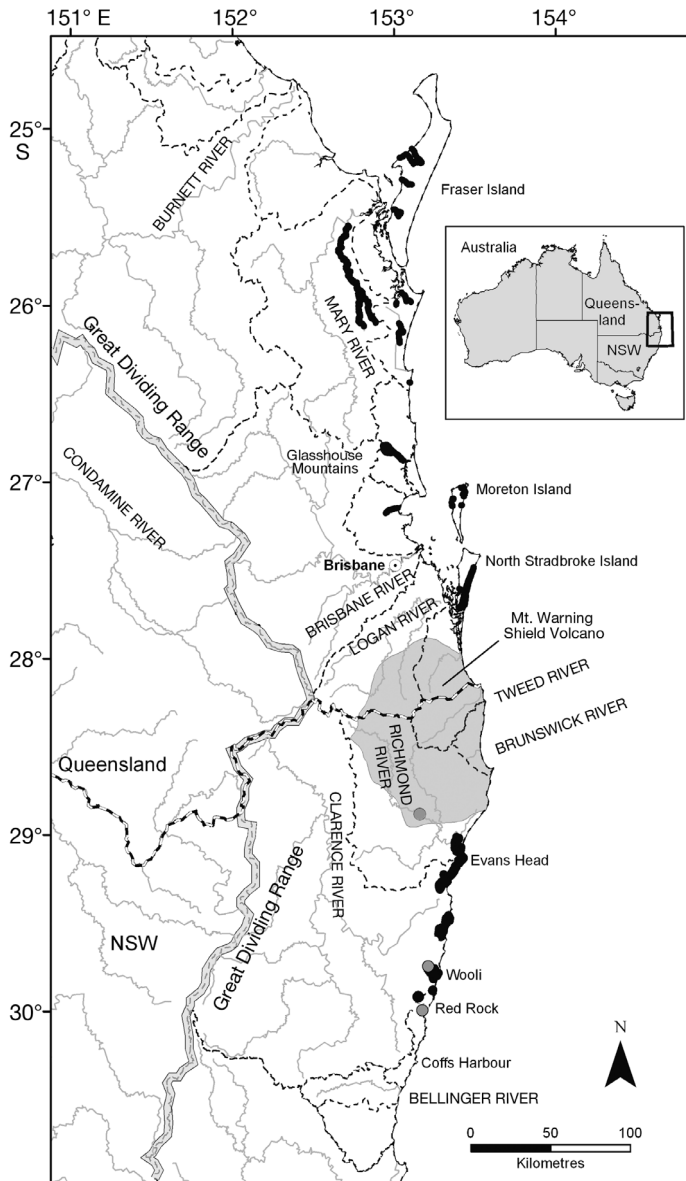 151° E
152°
153°
154°
25°
S
Fraser Island
BURNETT RIVER
Australia
Queens-
land
NSW
26°
MARY RIVER
Great Dividing Range
Glasshouse
Mountains
27°
CONDAMINE RIVER
Moreton Island
Brisbane
North Stradbroke Island
BRISBANE RIVER
LOGAN RIVER
Mt. Warning
Shield Volcano
28°
TWEED RIVER
BRUNSWICK RIVER
RICHMOND
RIVER
Queensland
CLARENCE RIVER
29°
Evans Head
Great Dividing Range
NSW
Wooli
30°
Red Rock
N
Coffs Harbour
BELLINGER RIVER
0 50 100
Kilometres